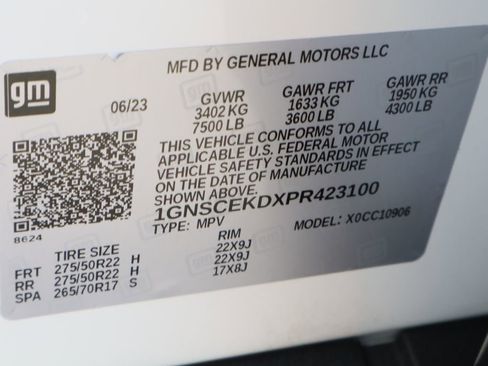 gm
MFD BY GENERAL MOTORS LLC
06/23
GVWR GAWR FRT GAWR RR
3402 KG 1633 KG 1950 KG
7500 LB 3600 LB 4300 LB
THIS VEHICLE CONFORMS TO ALL
APPLICABLE U.S. FEDERAL MOTOR
VEHICLE SAFETY STANDARDS IN EFFECT
ON THE DATE OF MANUFACTURE
SHOWN ABOVE.
1GNSCEKDXPR423100
TYPE: MPV MODEL: X0CC10906
8624
TIRE SIZE RIM
FRT 275/50R22 H 22X9J
RR 275/50R22 H 22X9J
SPA 265/70R17 S 17X8J